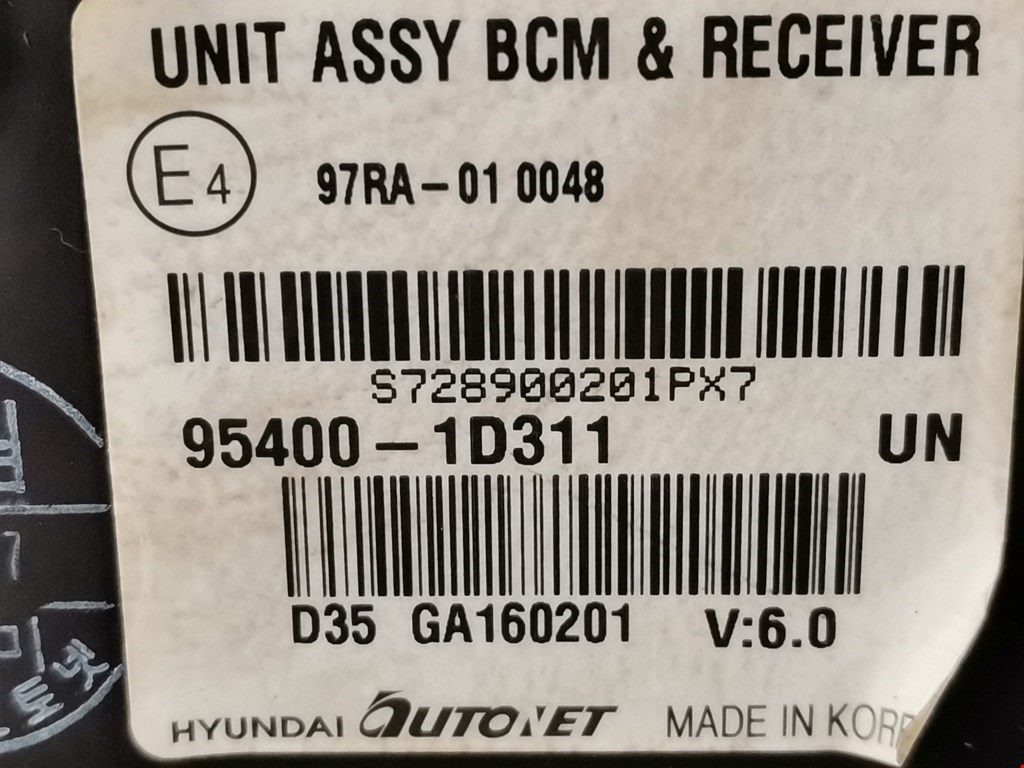 UNIT ASSY BCM & RECEIVER
E4 97RA-01 0048
S728900201PX7
95400-1D311 UN
D35 GA160201 V:6.0
HYUNDAI AUTONET MADE IN KOR